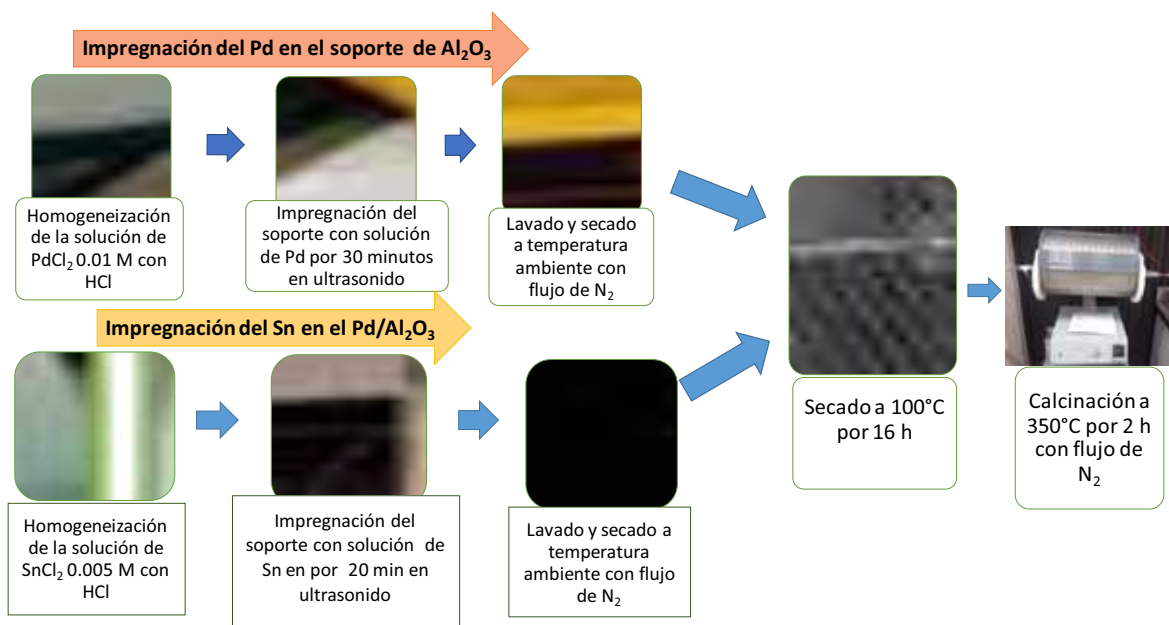 Impregnación del Pd en el soporte de Al₂O₃
Homogeneización
de la solución de
PdCl₂ 0.01 M con
HCl
Impregnación del
soporte con solución
de Pd por 30 minutos
en ultrasonido
Lavado y secado
a temperatura
ambiente con
flujo de N₂
Impregnación del Sn en el Pd/Al₂O₃
Homogeneización
de la solución de
SnCl₂ 0.005 M con
HCl
Impregnación del
soporte con solución de
Sn en por 20 min en
ultrasonido
Lavado y secado a
temperatura
ambiente con flujo
de N₂
Secado a 100°C
por 16 h
Calcinación a
350°C por 2 h
con flujo de
N₂